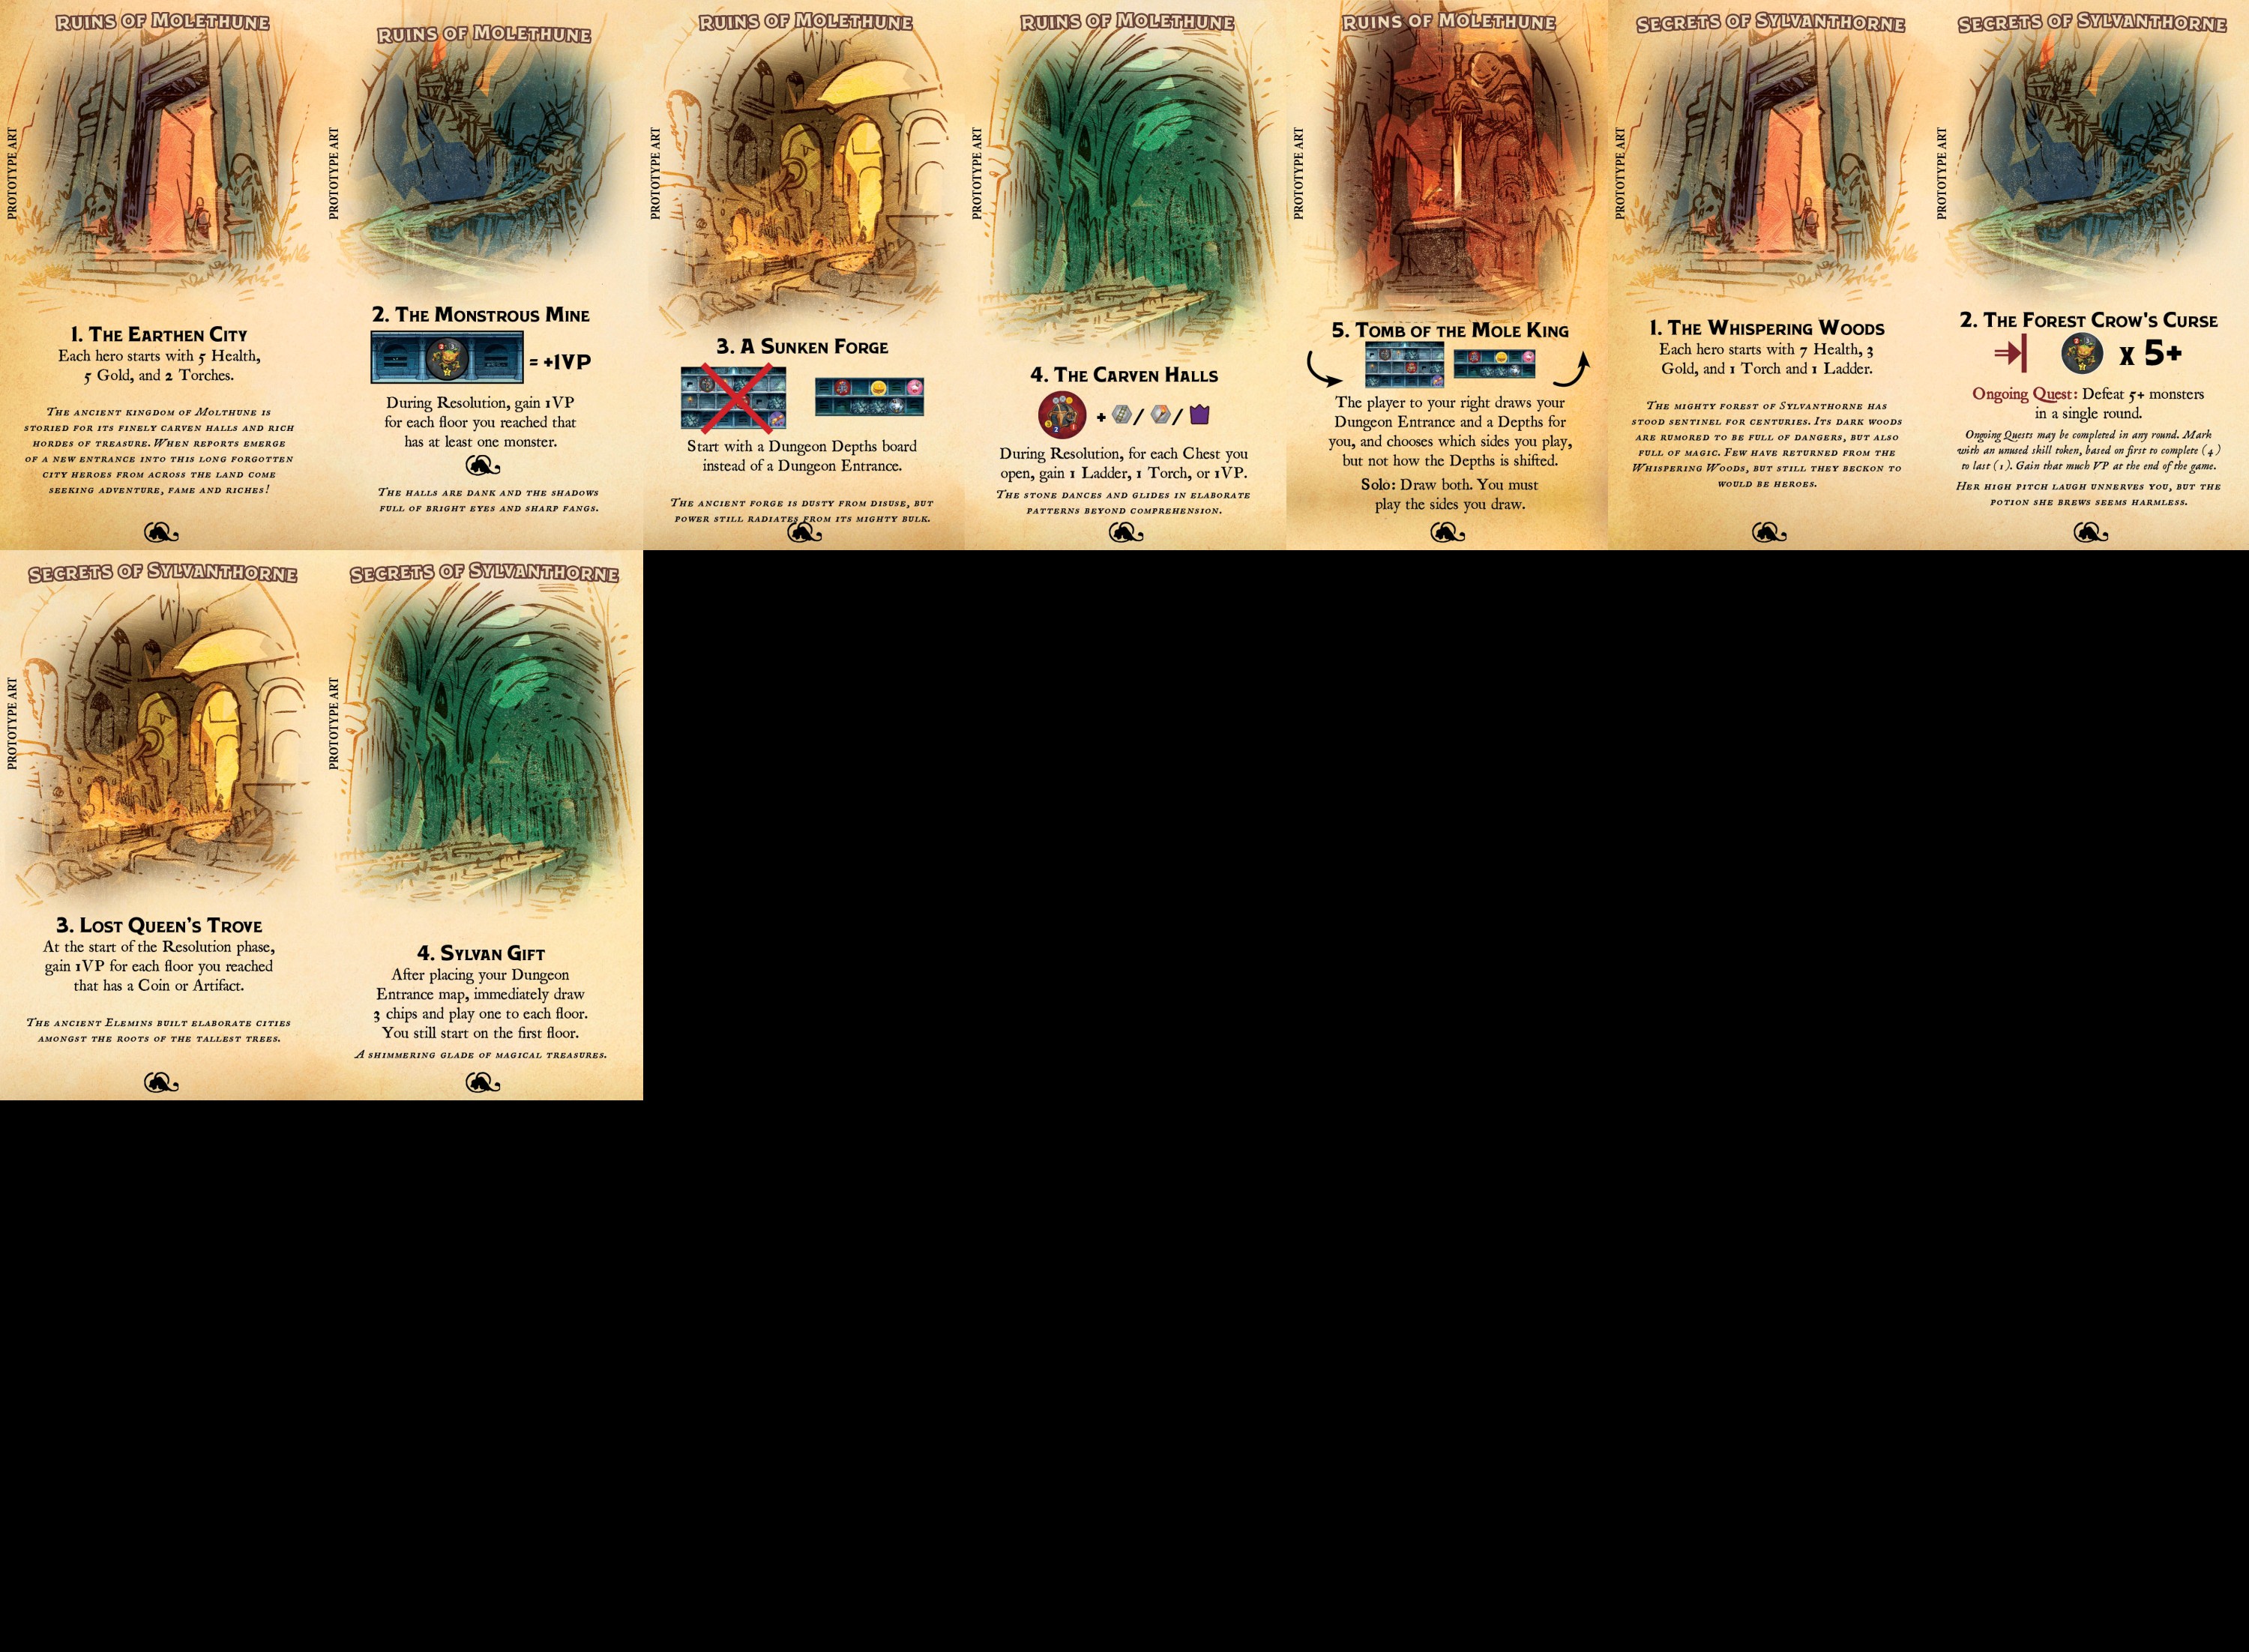 RUINS OF MOLETHUNE
PROTOTYPE ART
1. THE EARTHEN CITY
Each hero starts with 5 Health,
5 Gold, and 2 Torches.
THE ANCIENT KINGDOM OF MOLTHUNE IS
STORIED FOR ITS FINELY CARVEN HALLS AND RICH
HORDES OF TREASURE. WHEN REPORTS EMERGE
OF A NEW ENTRANCE INTO THIS LONG FORGOTTEN
CITY HEROES FROM ACROSS THE LAND COME
SEEKING ADVENTURE, FAME AND RICHES!
RUINS OF MOLETHUNE
PROTOTYPE ART
2. THE MONSTROUS MINE
= +1VP
During Resolution, gain 1VP
for each floor you reached that
has at least one monster.
THE HALLS ARE DANK AND THE SHADOWS
FULL OF BRIGHT EYES AND SHARP FANGS.
RUINS OF MOLETHUNE
PROTOTYPE ART
3. A SUNKEN FORGE
Start with a Dungeon Depths board
instead of a Dungeon Entrance.
THE ANCIENT FORGE IS DUSTY FROM DISUSE, BUT
POWER STILL RADIATES FROM ITS MIGHTY BULK.
RUINS OF MOLETHUNE
PROTOTYPE ART
4. THE CARVEN HALLS
+ / /
During Resolution, for each Chest you
open, gain 1 Ladder, 1 Torch, or 1VP.
THE STONE DANCES AND GLIDES IN ELABORATE
PATTERNS BEYOND COMPREHENSION.
RUINS OF MOLETHUNE
PROTOTYPE ART
5. TOMB OF THE MOLE KING
The player to your right draws your
Dungeon Entrance and a Depths for
you, and chooses which sides you play,
but not how the Depths is shifted.
Solo: Draw both. You must
play the sides you draw.
SECRETS OF SYLVANTHORNE
PROTOTYPE ART
1. THE WHISPERING WOODS
Each hero starts with 7 Health, 3
Gold, and 1 Torch and 1 Ladder.
THE MIGHTY FOREST OF SYLVANTHORNE HAS
STOOD SENTINEL FOR CENTURIES. ITS DARK WOODS
ARE RUMORED TO BE FULL OF DANGERS, BUT ALSO
FULL OF MAGIC. FEW HAVE RETURNED FROM THE
WHISPERING WOODS, BUT STILL THEY BECKON TO
WOULD BE HEROES.
SECRETS OF SYLVANTHORNE
PROTOTYPE ART
2. THE FOREST CROW'S CURSE
X 5+
Ongoing Quest: Defeat 5+ monsters
in a single round.
Ongoing Quests may be completed in any round. Mark
with an unused skill token, based on first to complete (4)
to last (1). Gain that much VP at the end of the game.
HER HIGH PITCH LAUGH UNNERVES YOU, BUT THE
POTION SHE BREWS SEEMS HARMLESS.
SECRETS OF SYLVANTHORNE
PROTOTYPE ART
3. LOST QUEEN'S TROVE
At the start of the Resolution phase,
gain 1VP for each floor you reached
that has a Coin or Artifact.
THE ANCIENT ELEMINS BUILT ELABORATE CITIES
AMONGST THE ROOTS OF THE TALLEST TREES.
SECRETS OF SYLVANTHORNE
PROTOTYPE ART
4. SYLVAN GIFT
After placing your Dungeon
Entrance map, immediately draw
3 chips and play one to each floor.
You still start on the first floor.
A SHIMMERING GLADE OF MAGICAL TREASURES.